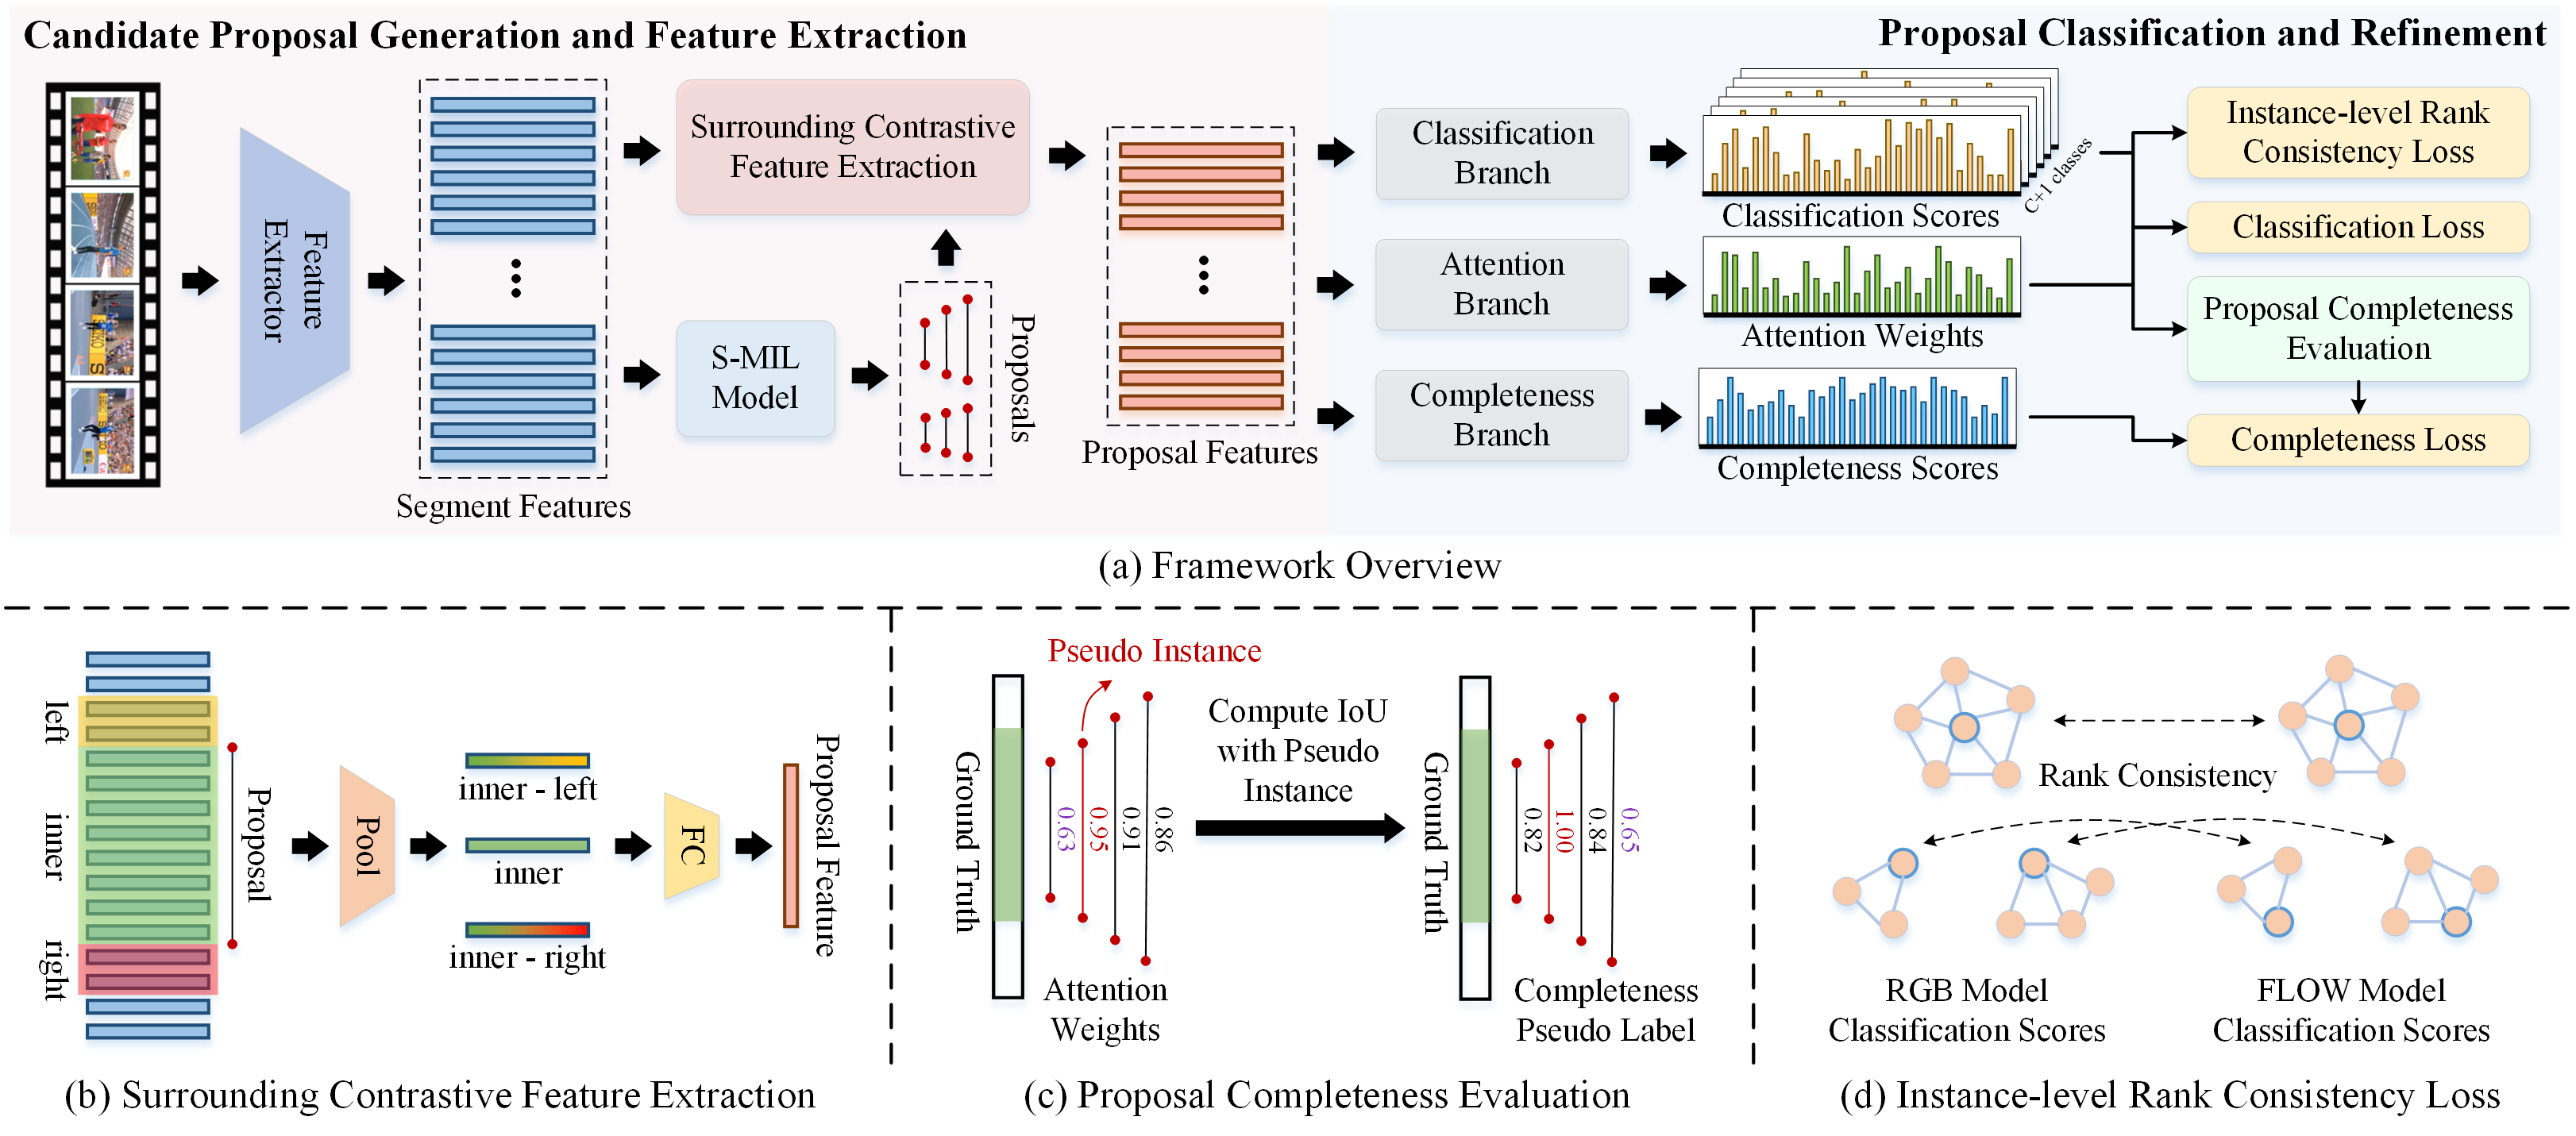 Candidate Proposal Generation and Feature Extraction
Proposal Classification and Refinement
Feature
Extractor
Segment Features
Surrounding Contrastive
Feature Extraction
S-MIL
Model
Proposals
Proposal Features
Classification
Branch
Attention
Branch
Completeness
Branch
Classification Scores
C+1 classes
Attention Weights
Completeness Scores
Instance-level Rank
Consistency Loss
Classification Loss
Proposal Completeness
Evaluation
Completeness Loss
(a) Framework Overview
left
inner
right
Proposal
Pool
inner - left
inner
inner - right
FC
Proposal Feature
(b) Surrounding Contrastive Feature Extraction
Pseudo Instance
Ground Truth
0.63
0.95
0.91
0.86
Attention
Weights
Compute IoU
with Pseudo
Instance
Ground Truth
0.82
1.00
0.84
0.65
Completeness
Pseudo Label
(c) Proposal Completeness Evaluation
Rank Consistency
RGB Model
Classification Scores
FLOW Model
Classification Scores
(d) Instance-level Rank Consistency Loss